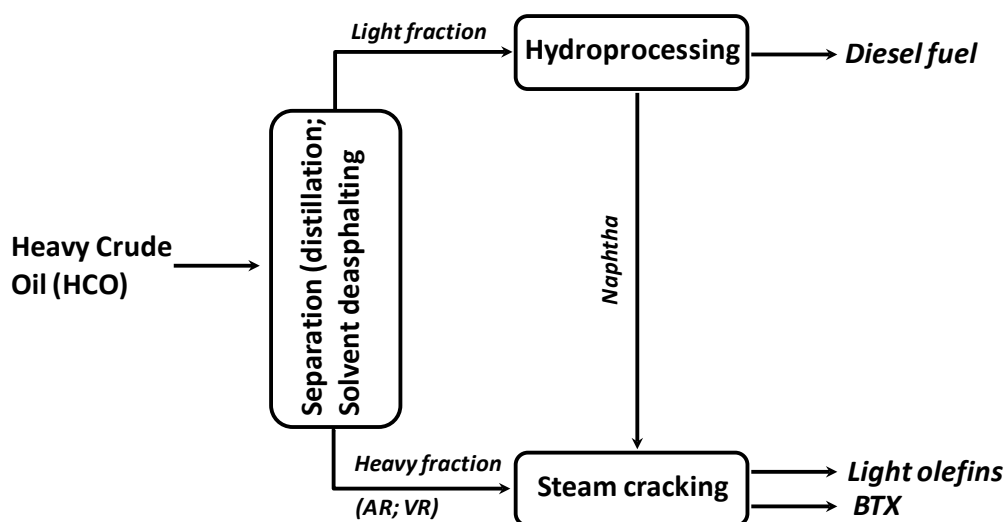 Light fraction
Hydroprocessing
Diesel fuel
Separation (distillation;
Solvent deasphalting
Heavy Crude
Oil (HCO)
Naphtha
Heavy fraction
(AR; VR)
Steam cracking
Light olefins
BTX